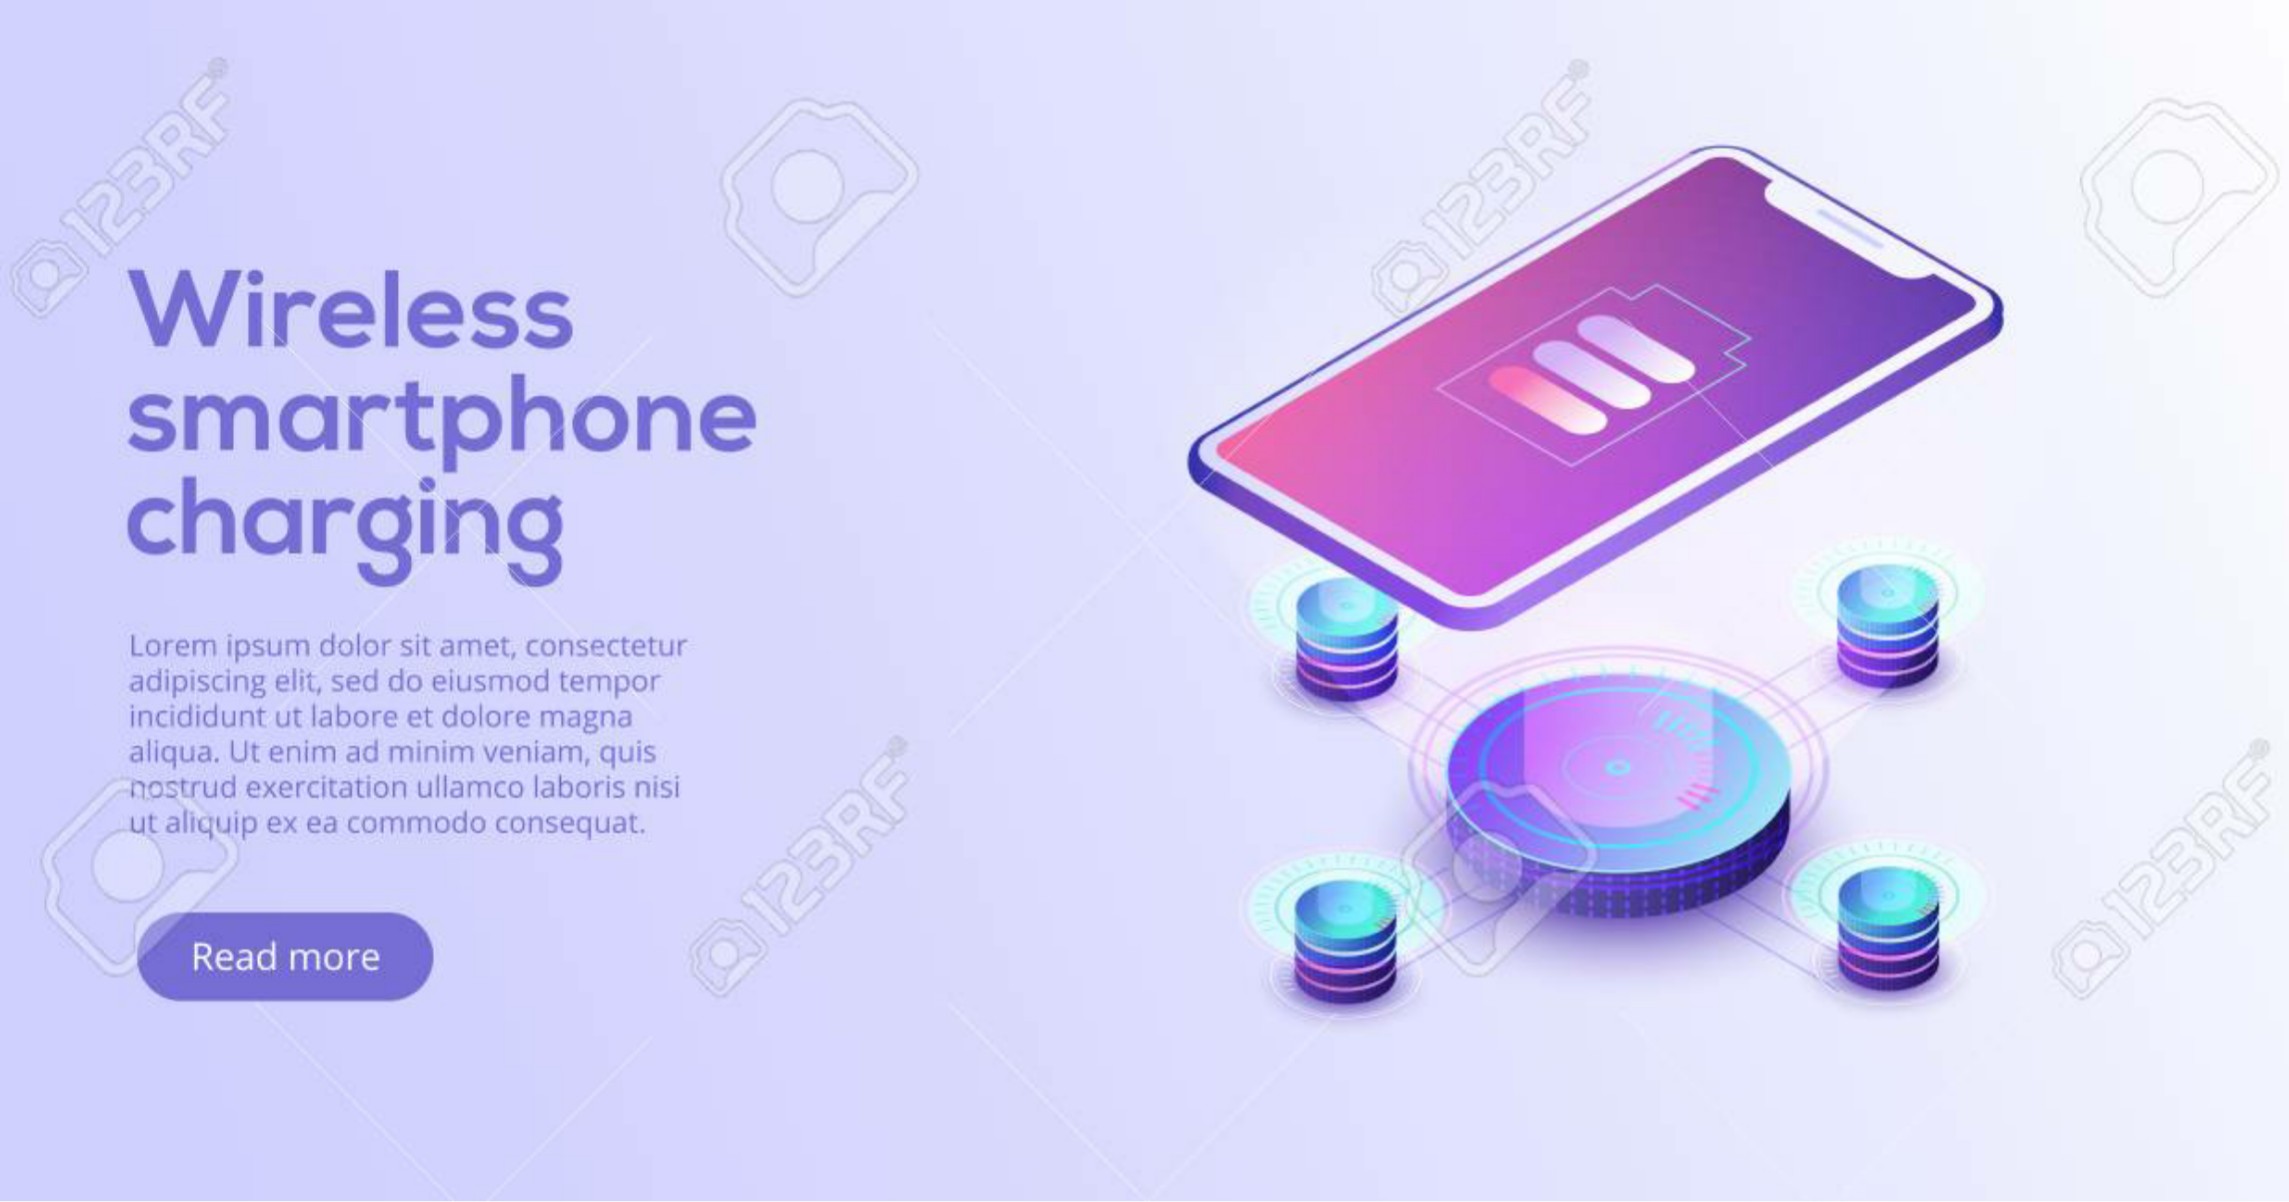 123RF®
123RF®
Wireless
smartphone
charging
Lorem ipsum dolor sit amet, consectetur
adipiscing elit, sed do eiusmod tempor
incididunt ut labore et dolore magna
aliqua. Ut enim ad minim veniam, quis
nostrud exercitation ullamco laboris nisi
ut aliquip ex ea commodo consequat.
123RF®
123RF®
Read more